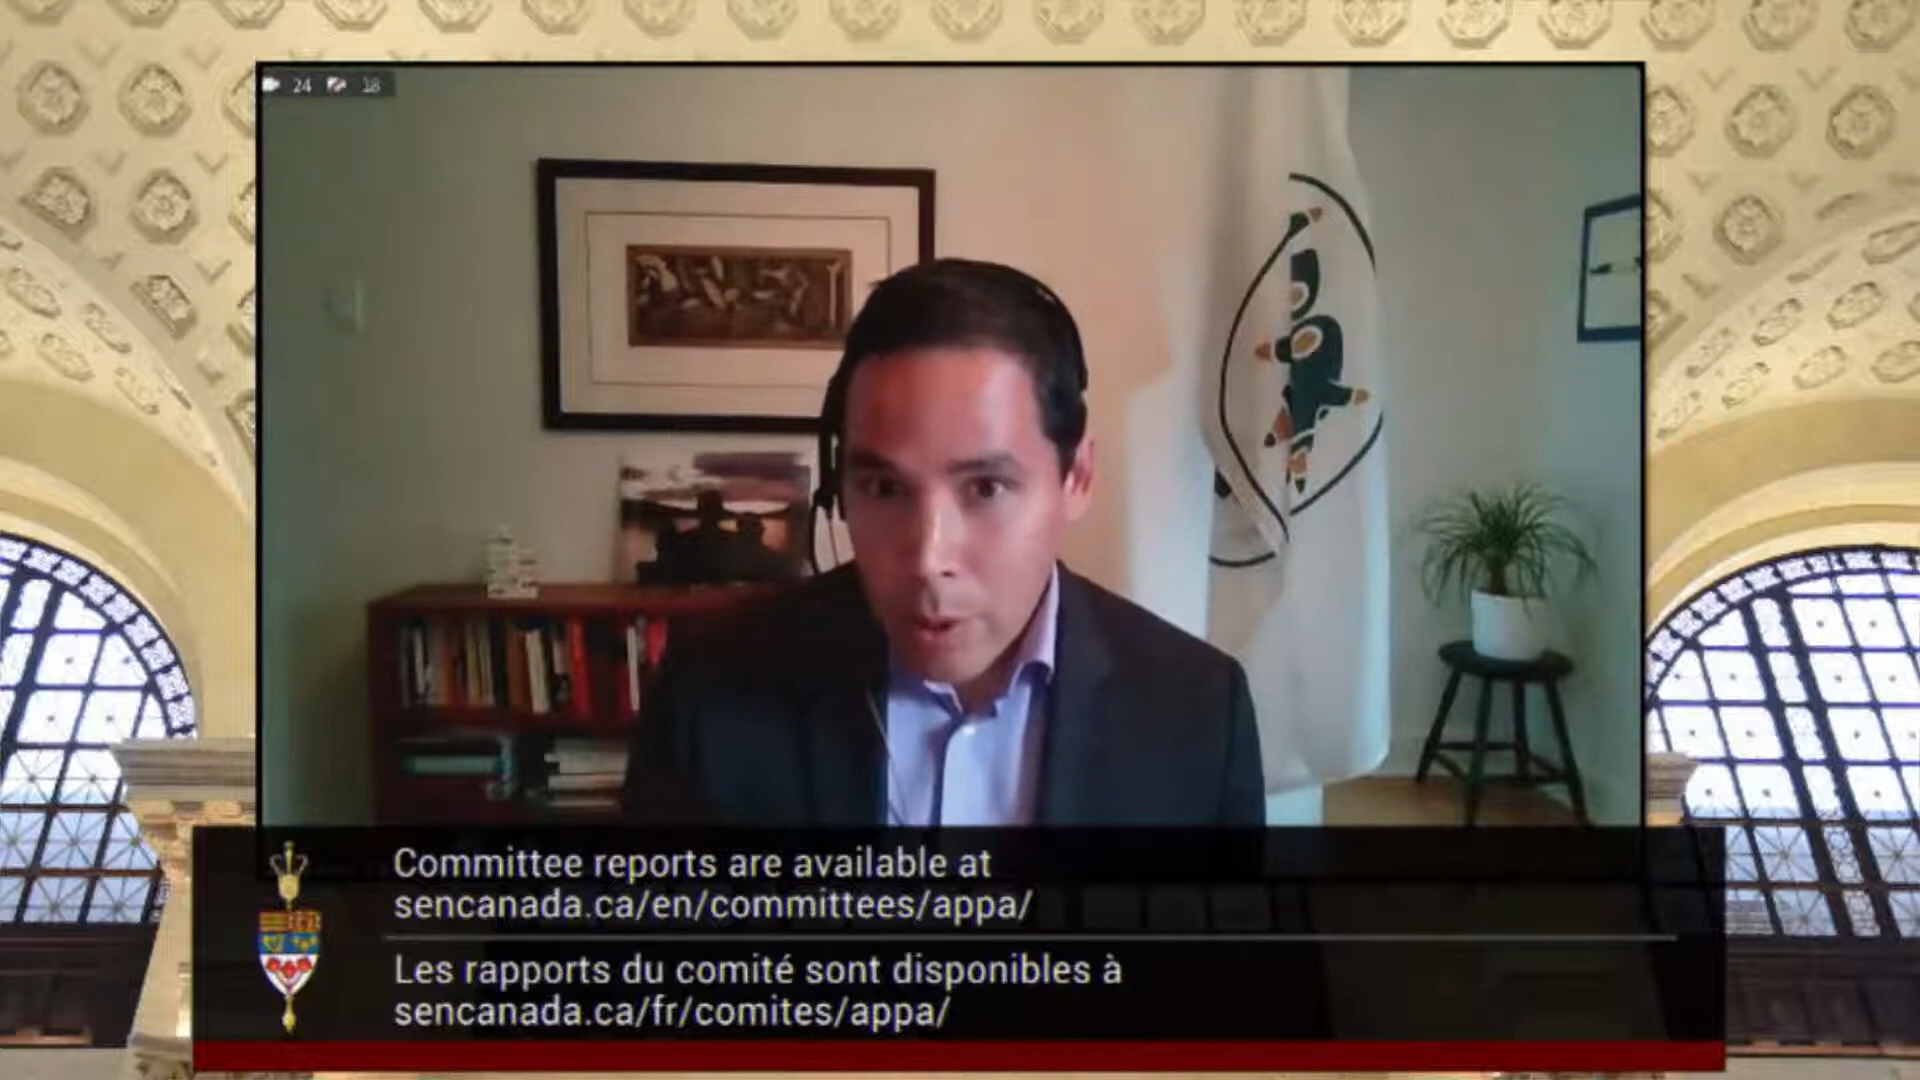 24 18
Committee reports are available at
sencanada.ca/en/committees/appa/
Les rapports du comité sont disponibles à
sencanada.ca/fr/comites/appa/